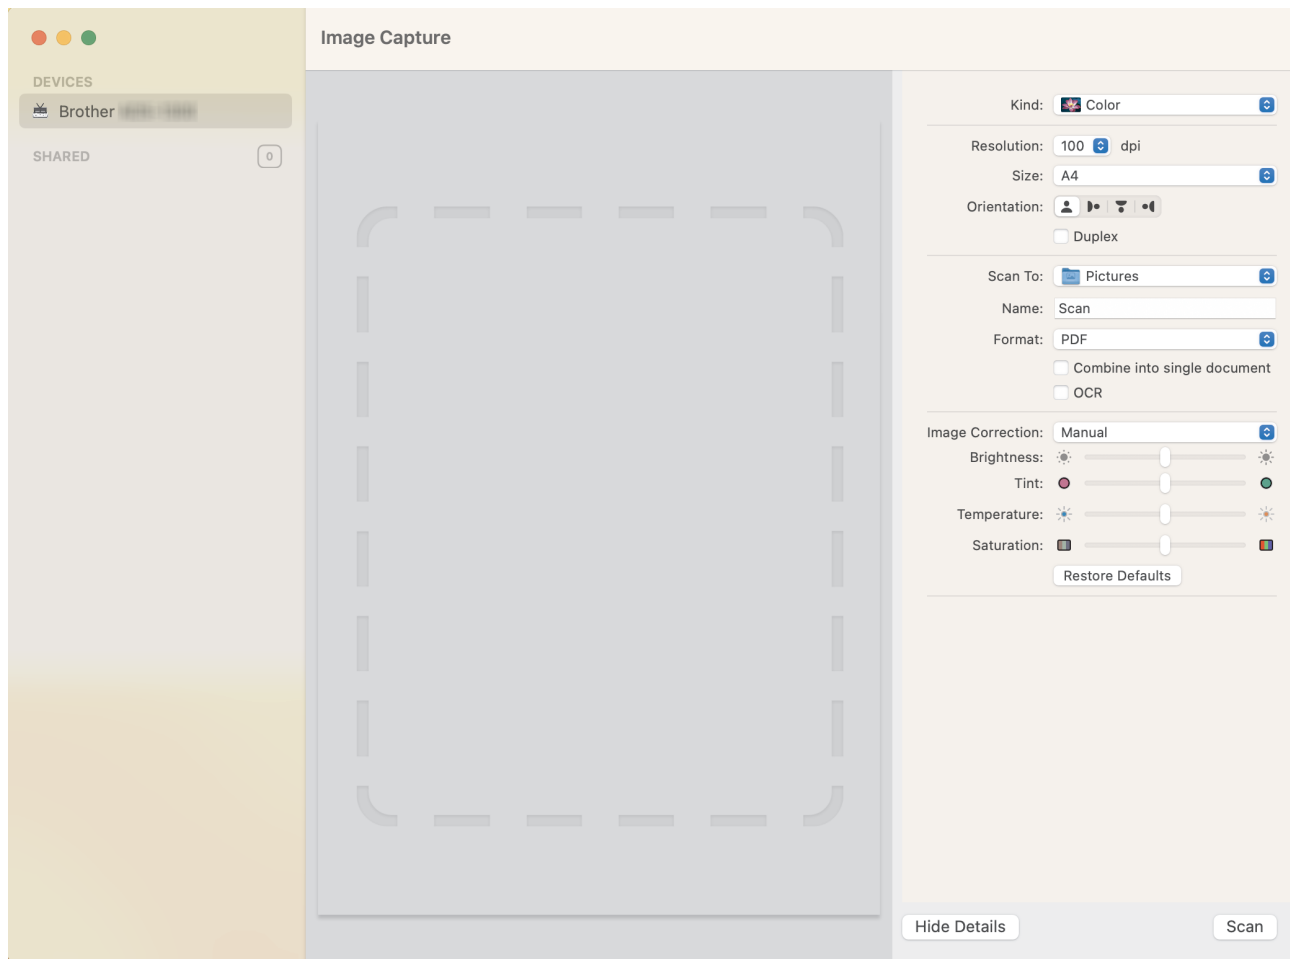 Image Capture
DEVICES
Brother
SHARED
0
Kind: Color
Resolution: 100 dpi
Size: A4
Orientation:
Duplex
Scan To: Pictures
Name: Scan
Format: PDF
Combine into single document
OCR
Image Correction: Manual
Brightness:
Tint:
Temperature:
Saturation:
Restore Defaults
Hide Details
Scan